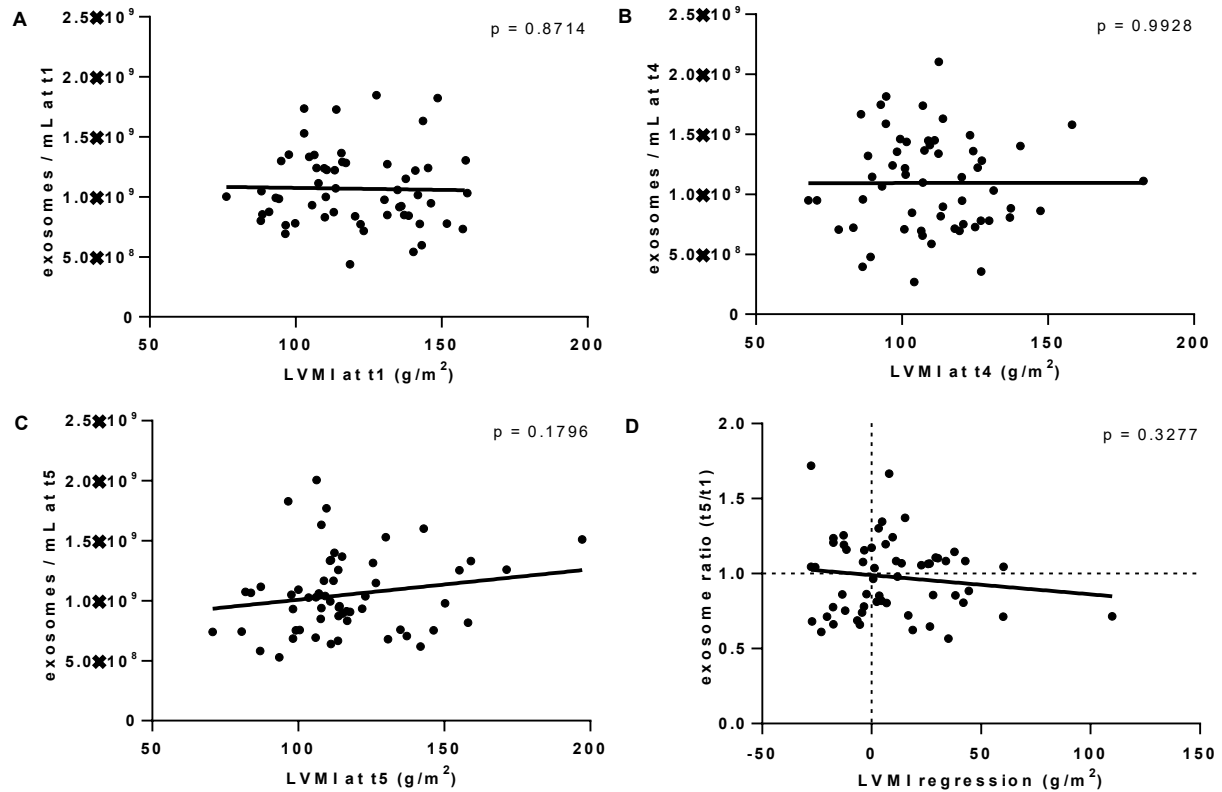 A
p = 0.8714
exosomes / mL at t1
2.5✖10⁹
2.0✖10⁹
1.5✖10⁹
1.0✖10⁹
5.0✖10⁸
0
50 100 150 200
LVMI at t1 (g/m²)
B
p = 0.9928
exosomes / mL at t4
2.5✖10⁹
2.0✖10⁹
1.5✖10⁹
1.0✖10⁹
5.0✖10⁸
0
50 100 150 200
LVMI at t4 (g/m²)
C
p = 0.1796
exosomes / mL at t5
2.5✖10⁹
2.0✖10⁹
1.5✖10⁹
1.0✖10⁹
5.0✖10⁸
0
50 100 150 200
LVMI at t5 (g/m²)
D
p = 0.3277
exosome ratio (t5/t1)
2.0
1.5
1.0
0.5
0.0
-50 0 50 100 150
LVMI regression (g/m²)